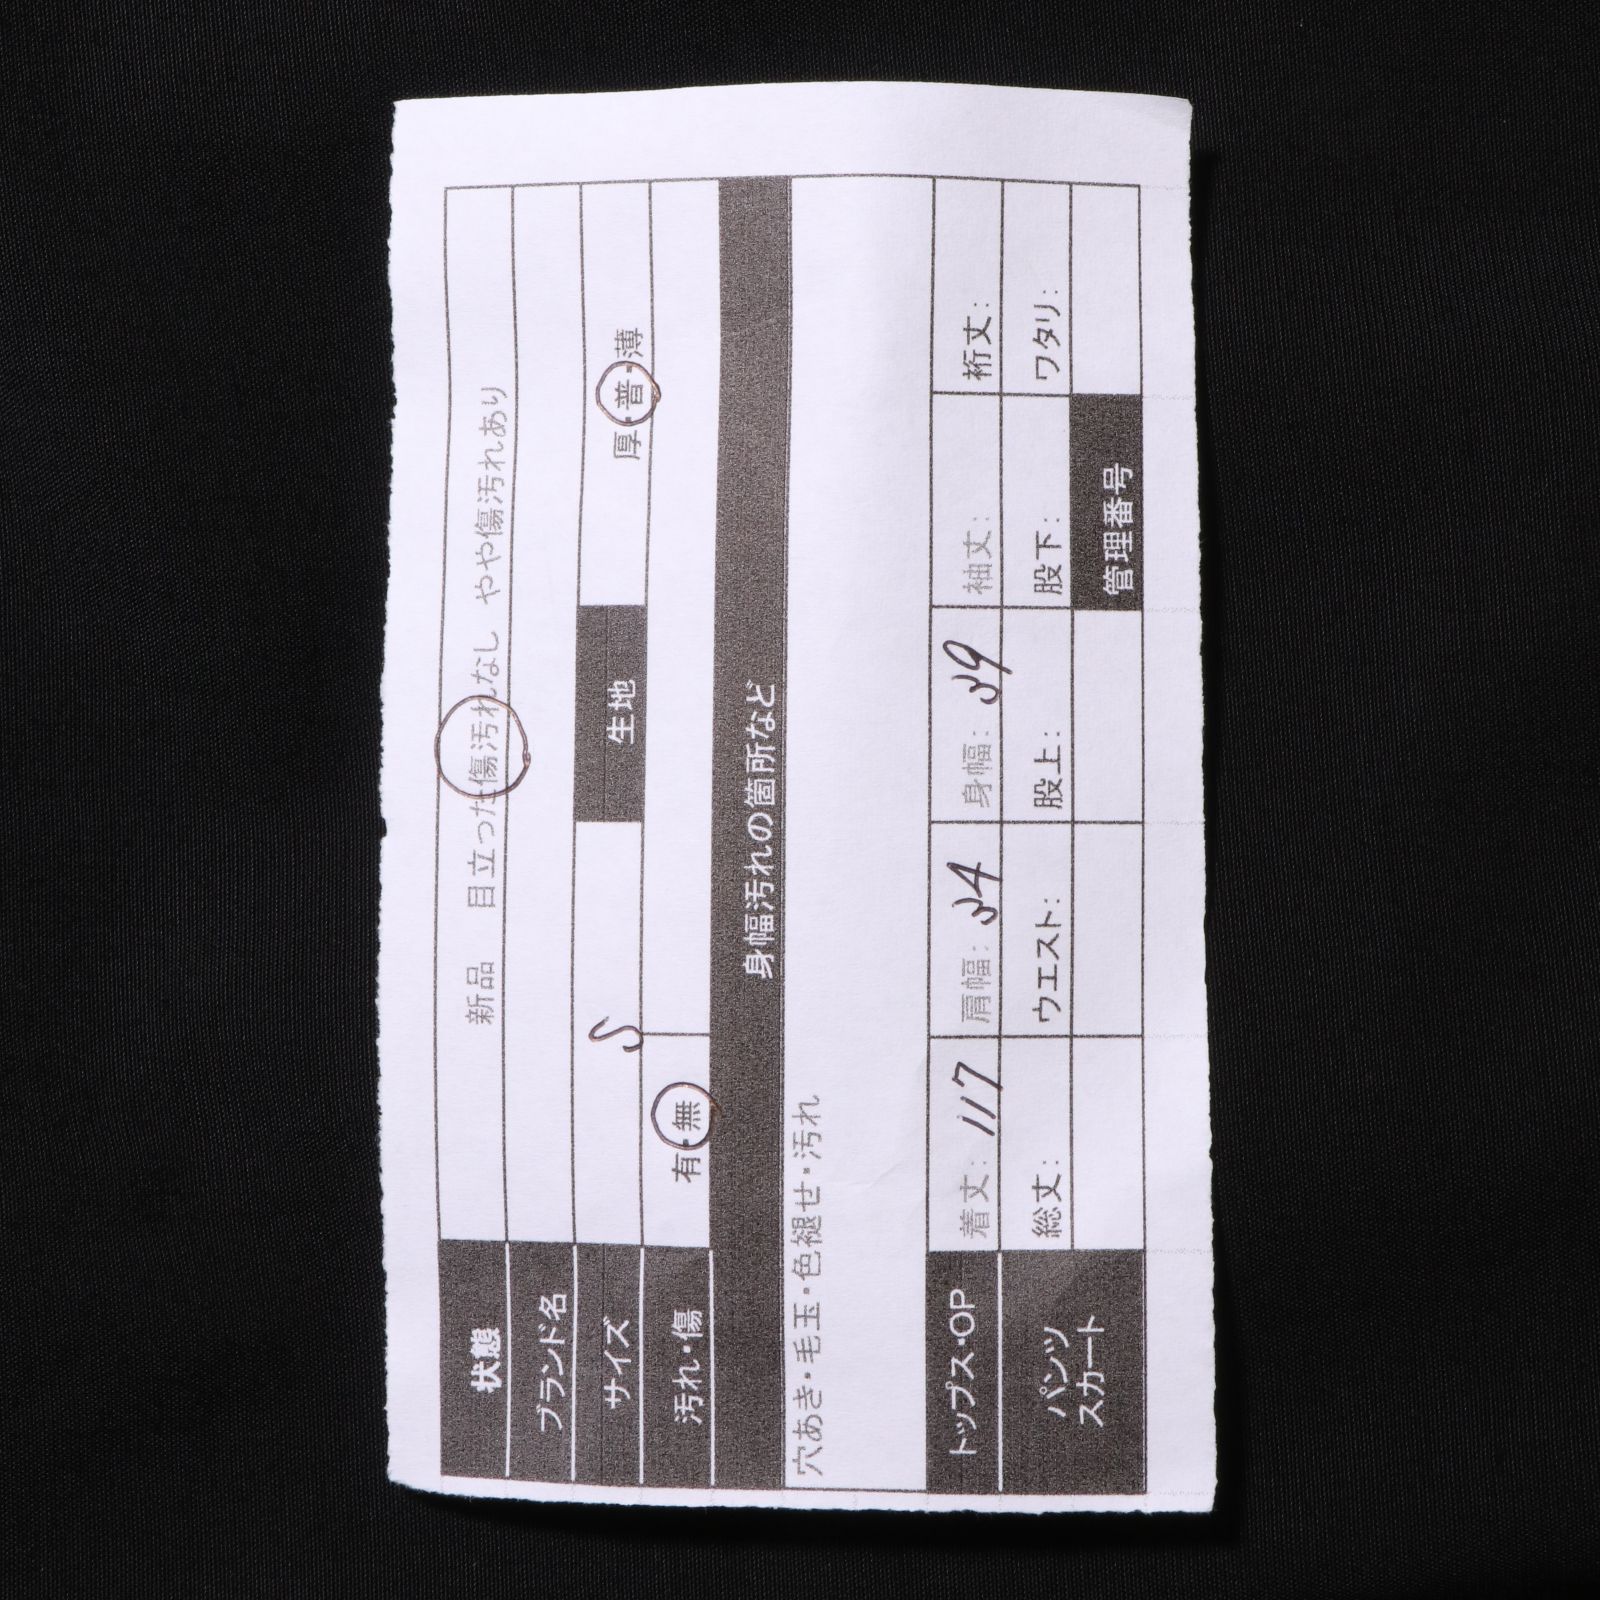 状態 新品 目立った傷汚れなし やや傷汚れあり
ブランド名
サイズ S 生地 厚・普・薄
汚れ・傷 有・無
身幅汚れの箇所など
穴あき・毛玉・色褪せ・汚れ
トップス・OP 着丈: 117 肩幅: 34 身幅: 39 袖丈: 裄丈:
パンツ スカート 総丈: ウエスト: 股上: 股下: ワタリ:
管理番号